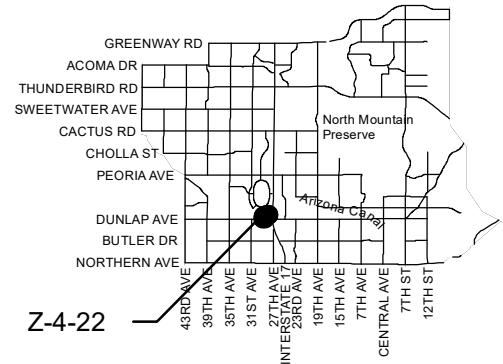 GREENWAY RD
ACOMA DR
THUNDERBIRD RD
SWEETWATER AVE
CACTUS RD
North Mountain
Preserve
CHOLLA ST
PEORIA AVE
Arizona Canal
DUNLAP AVE
BUTLER DR
NORTHERN AVE
43RD AVE
39TH AVE
35TH AVE
31ST AVE
27TH AVE
INTERSTATE 17
23RD AVE
19TH AVE
15TH AVE
7TH AVE
CENTRAL AVE
7TH ST
12TH ST
Z-4-22